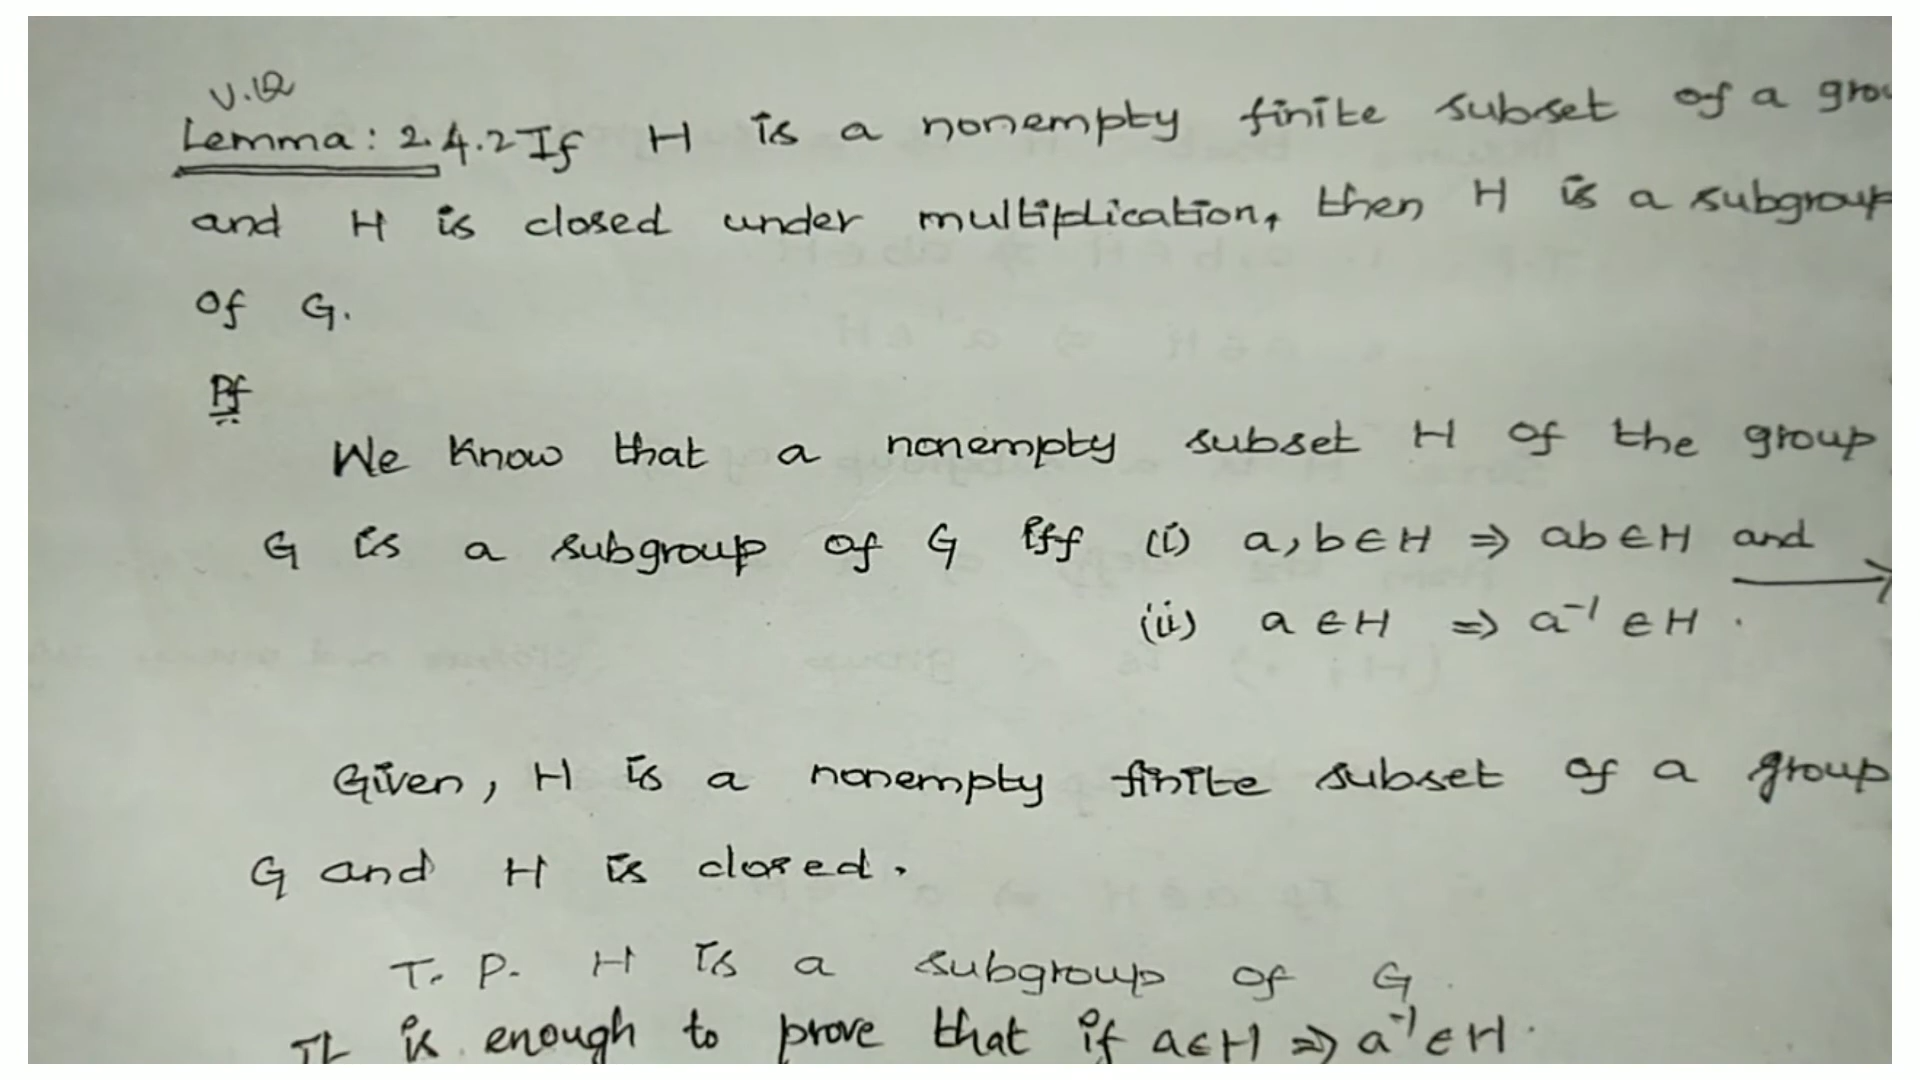 V.Q
Lemma: 2.4.2 If H is a nonempty finite subset of a grou
and H is closed under multiplication, then H is a subgroup
of G.
Pf
We know that a nonempty subset H of the group
G is a subgroup of G iff (i) a, b ∈ H ⇒ ab ∈ H and →
(ii) a ∈ H ⇒ a⁻¹ ∈ H.
Given, H is a nonempty finite subset of a group
G and H is closed.
T. P. H is a subgroup of G.
It is enough to prove that if a ∈ H ⇒ a⁻¹ ∈ H.